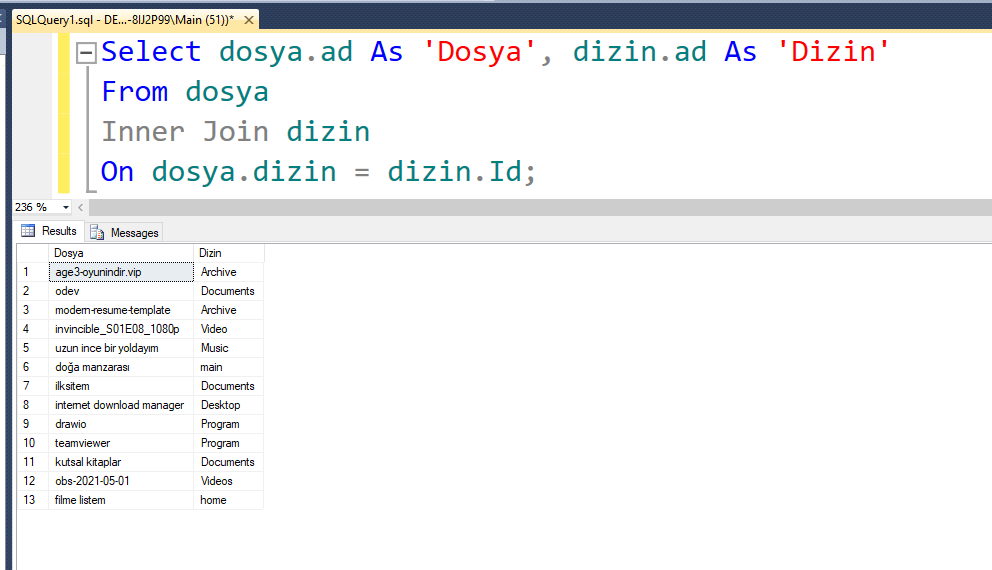 SQLQuery1.sql - DE...-8IJ2P99\Main (51))*
Select dosya.ad As 'Dosya', dizin.ad As 'Dizin'
From dosya
Inner Join dizin
On dosya.dizin = dizin.Id;
236 %
Results Messages
Dosya Dizin
1 age3-oyunindir.vip Archive
2 odev Documents
3 modern-resume-template Archive
4 invincible_S01E08_1080p Video
5 uzun ince bir yoldayım Music
6 doğa manzarası main
7 ilksitem Documents
8 internet download manager Desktop
9 drawio Program
10 teamviewer Program
11 kutsal kitaplar Documents
12 obs-2021-05-01 Videos
13 filme listem home